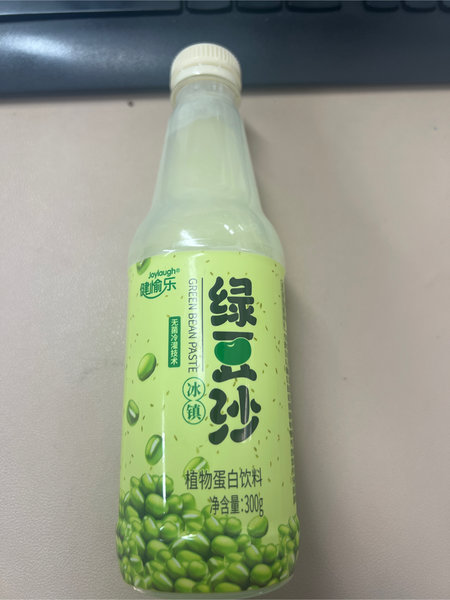 Joylough®
健愉乐
无菌冷灌技术
GREEN BEAN PASTE
冰镇
绿豆沙
植物蛋白饮料
净含量:300g